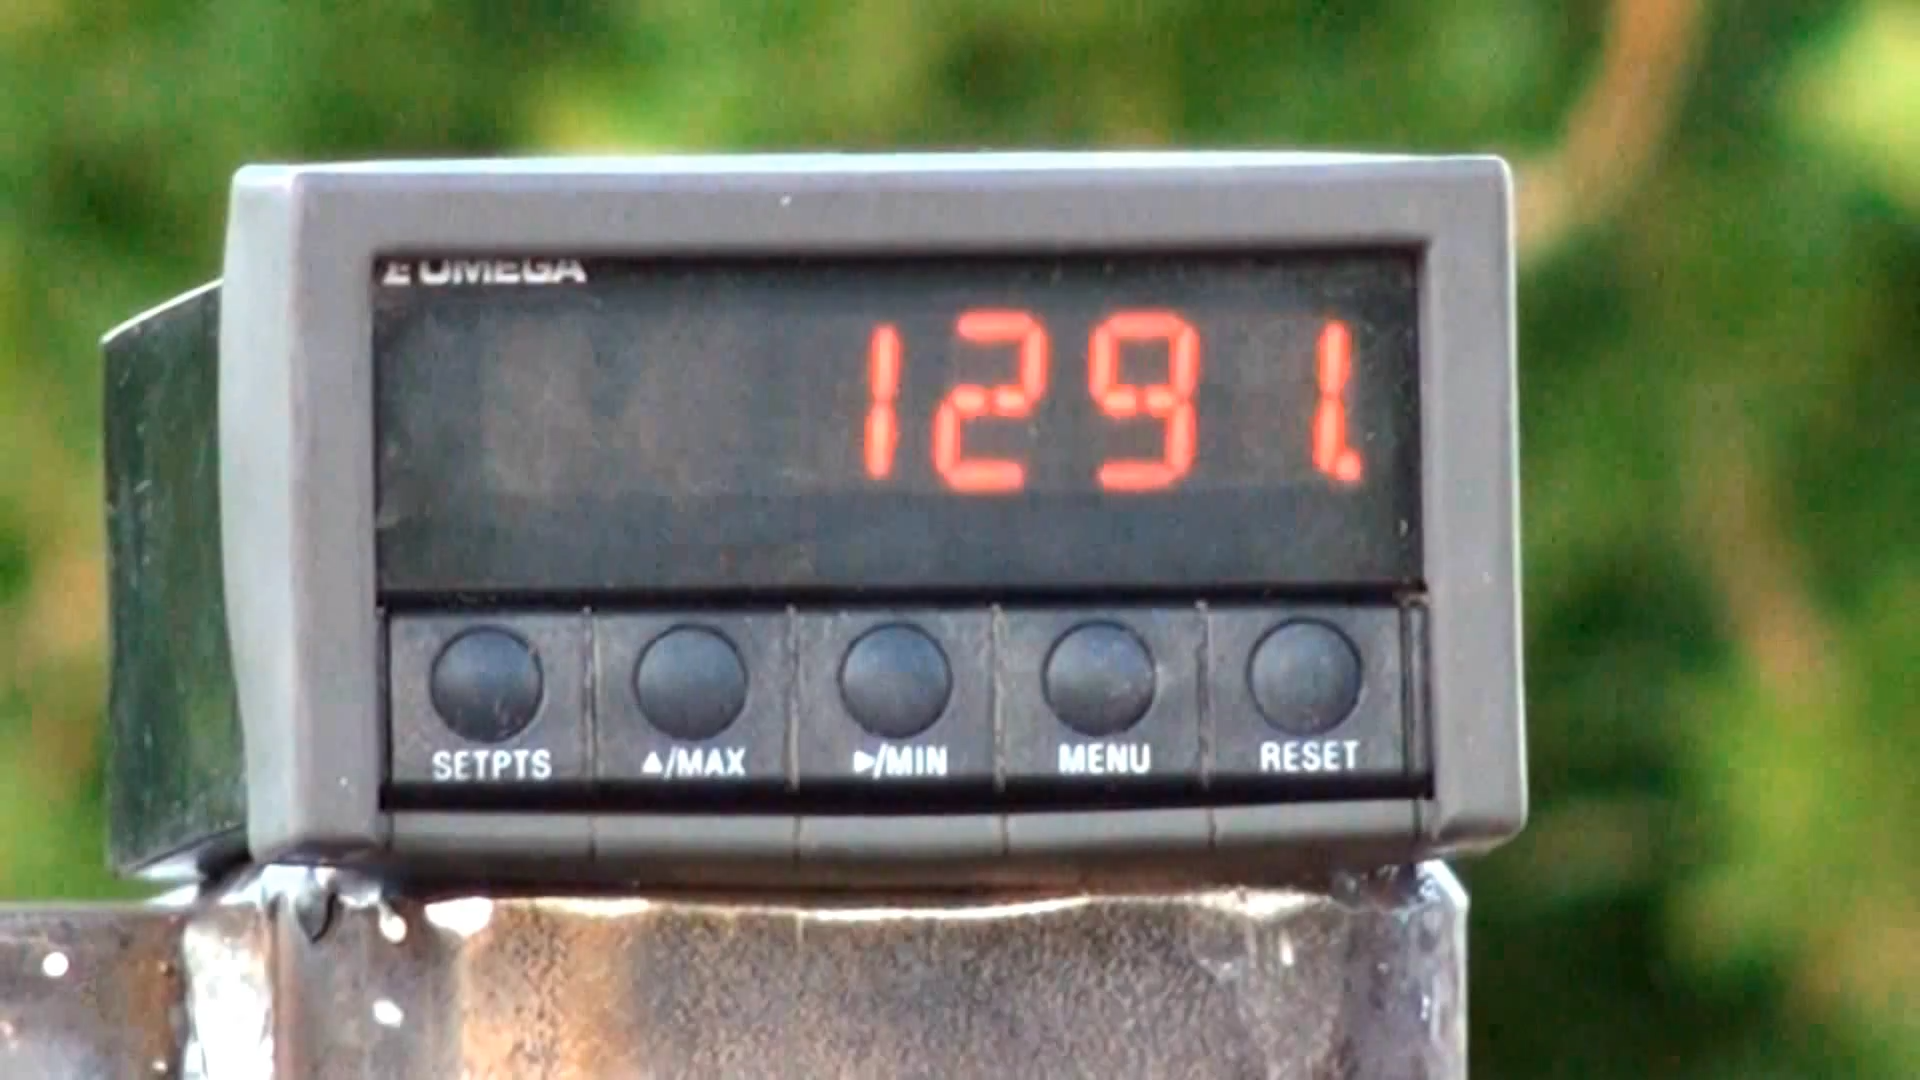 OMEGA
1291.
SETPTS ▲/MAX ▶/MIN MENU RESET